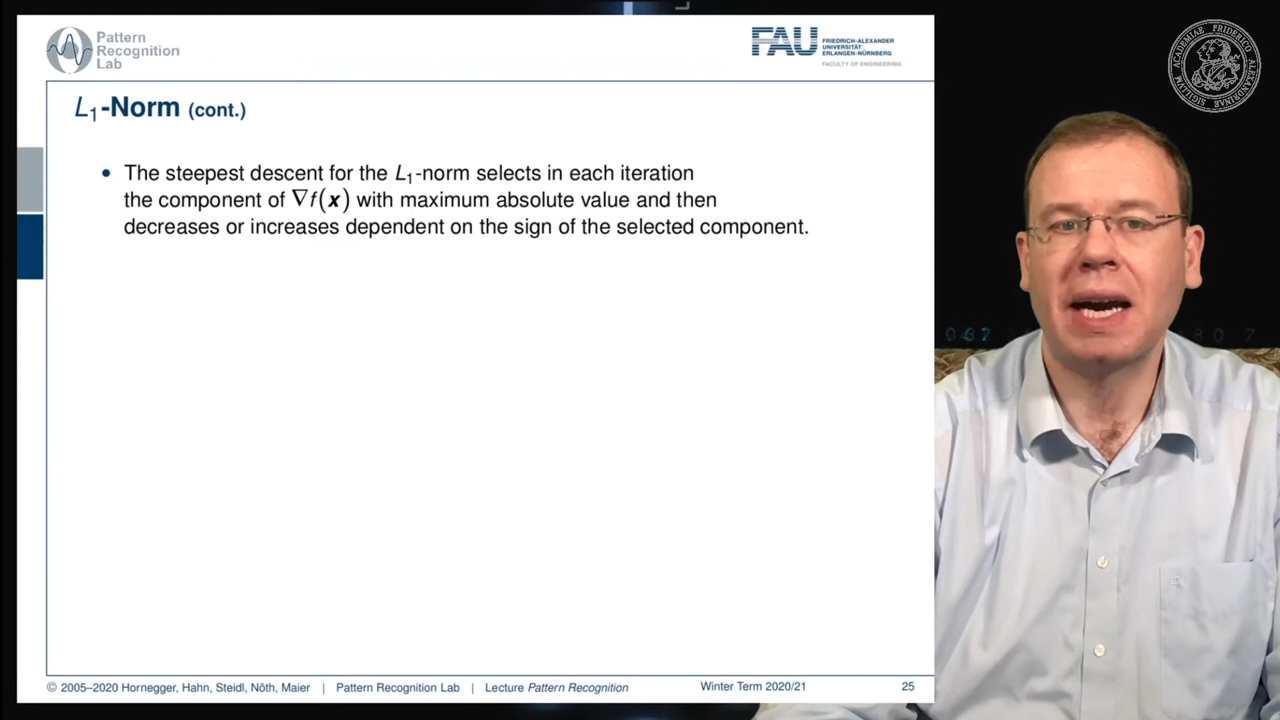 Pattern
Recognition
Lab
FAU
FRIEDRICH-ALEXANDER
UNIVERSITÄT
ERLANGEN-NÜRNBERG
FACULTY OF ENGINEERING
L1-Norm (cont.)
• The steepest descent for the L1-norm selects in each iteration
the component of ∇f(x) with maximum absolute value and then
decreases or increases dependent on the sign of the selected component.
© 2005–2020 Hornegger, Hahn, Steidl, Nöth, Maier | Pattern Recognition Lab | Lecture Pattern Recognition Winter Term 2020/21 25